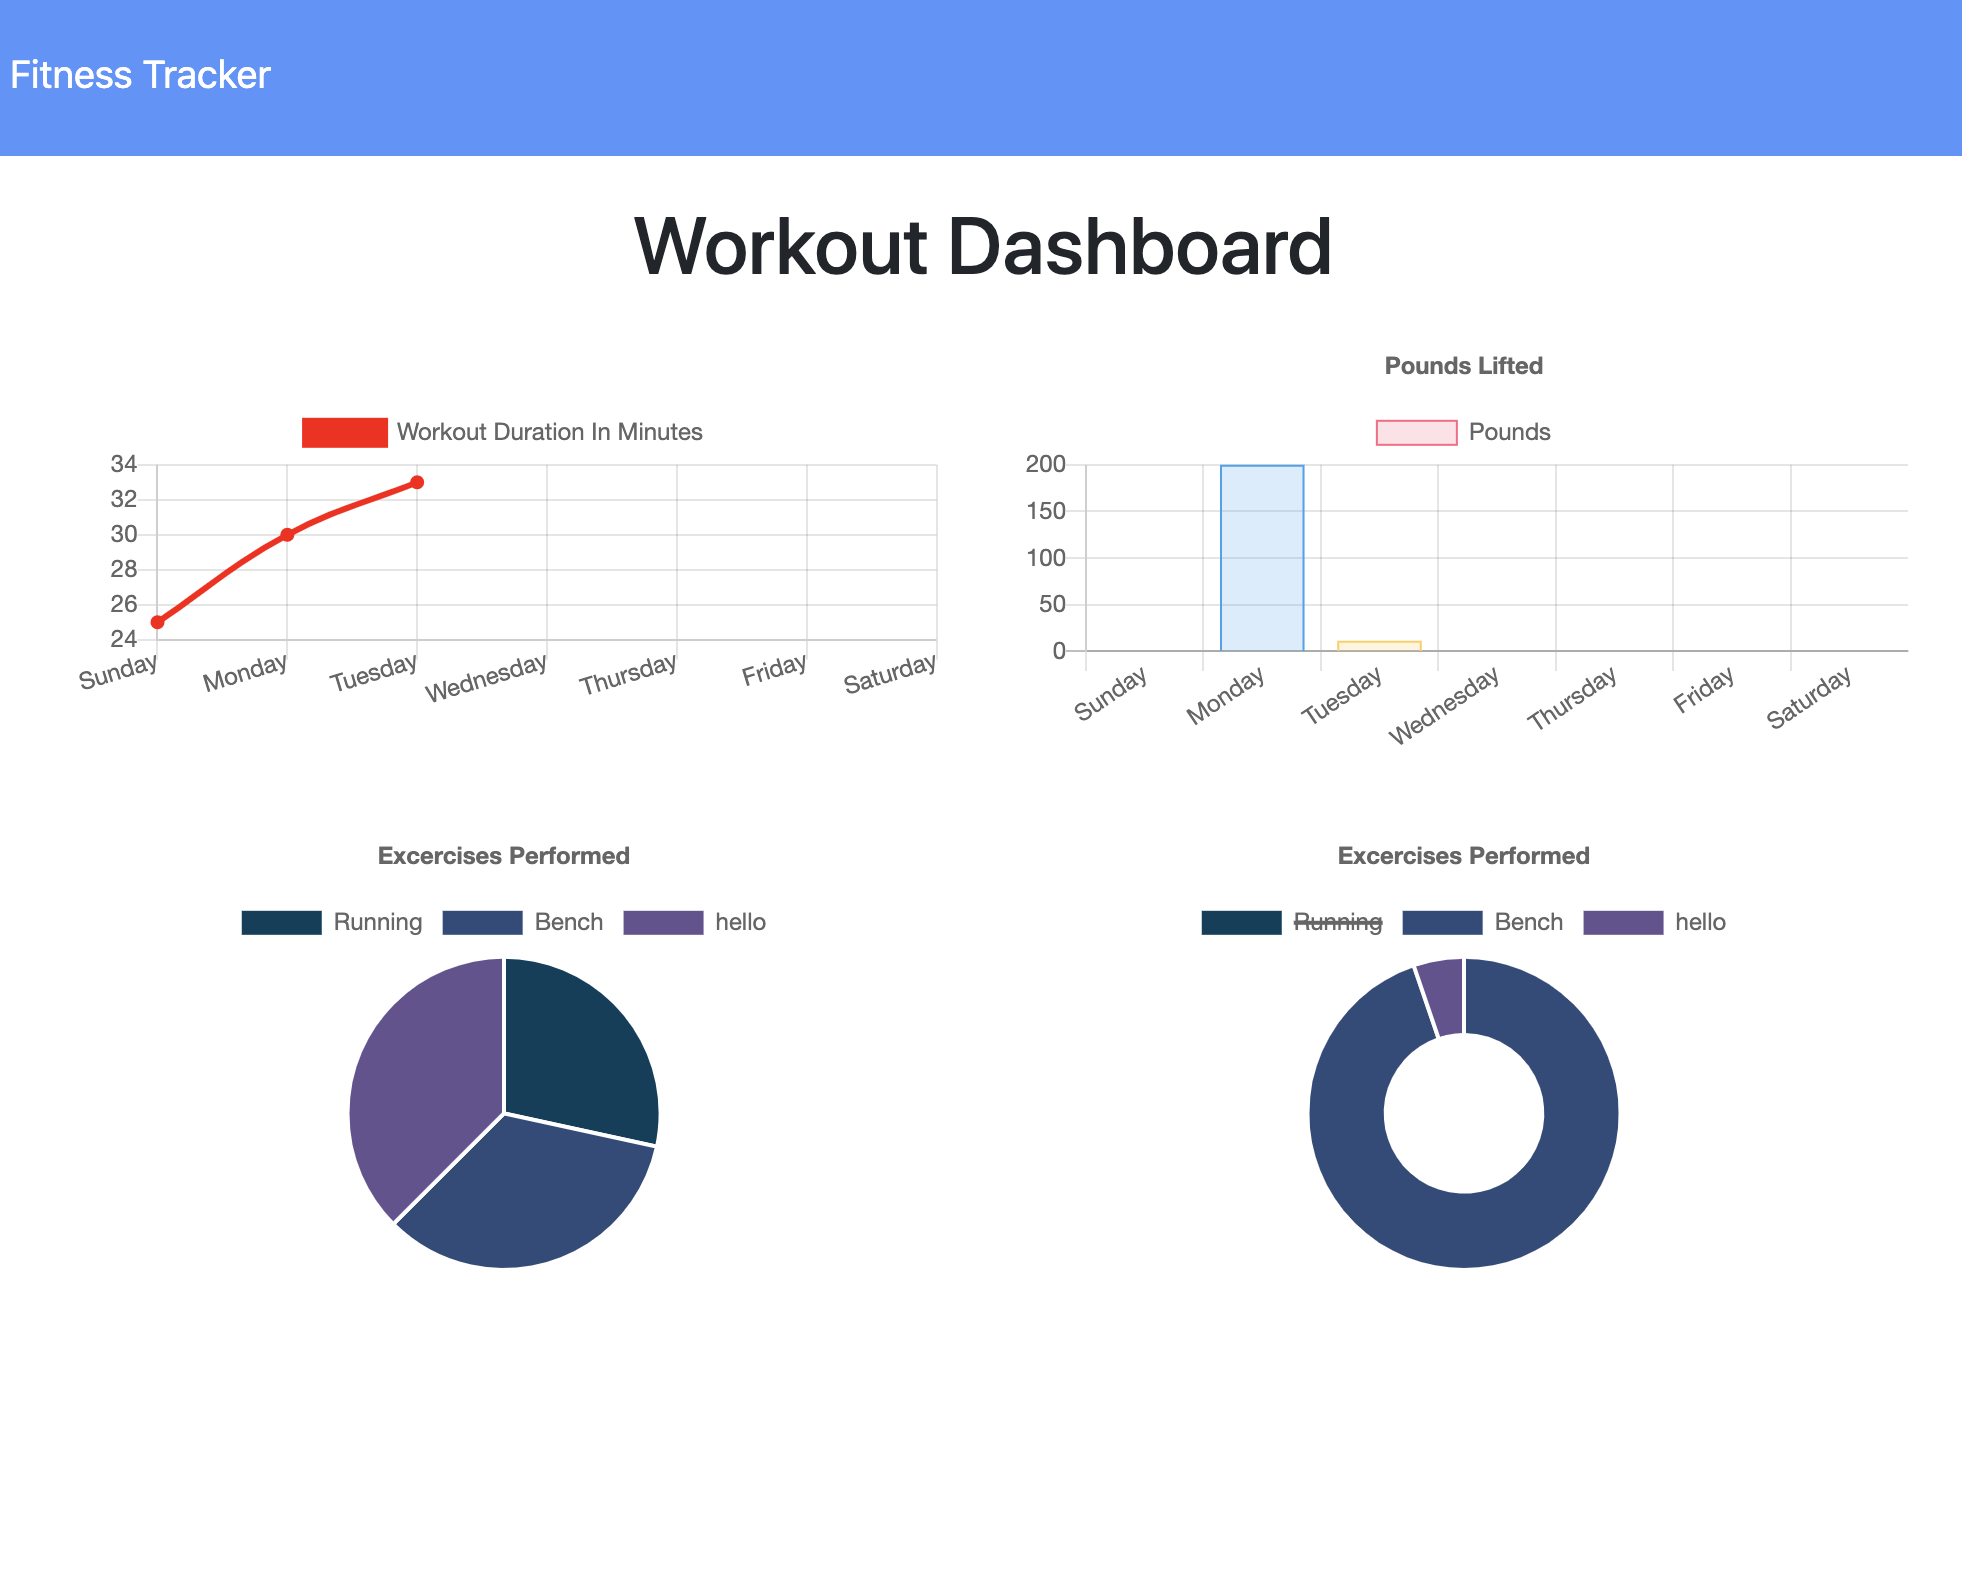 Fitness Tracker
Workout Dashboard
Workout Duration In Minutes
34
32
30
28
26
24
Sunday Monday Tuesday Wednesday Thursday Friday Saturday
Pounds Lifted
Pounds
200
150
100
50
0
Sunday Monday Tuesday Wednesday Thursday Friday Saturday
Excercises Performed
Running Bench hello
Excercises Performed
Running Bench hello